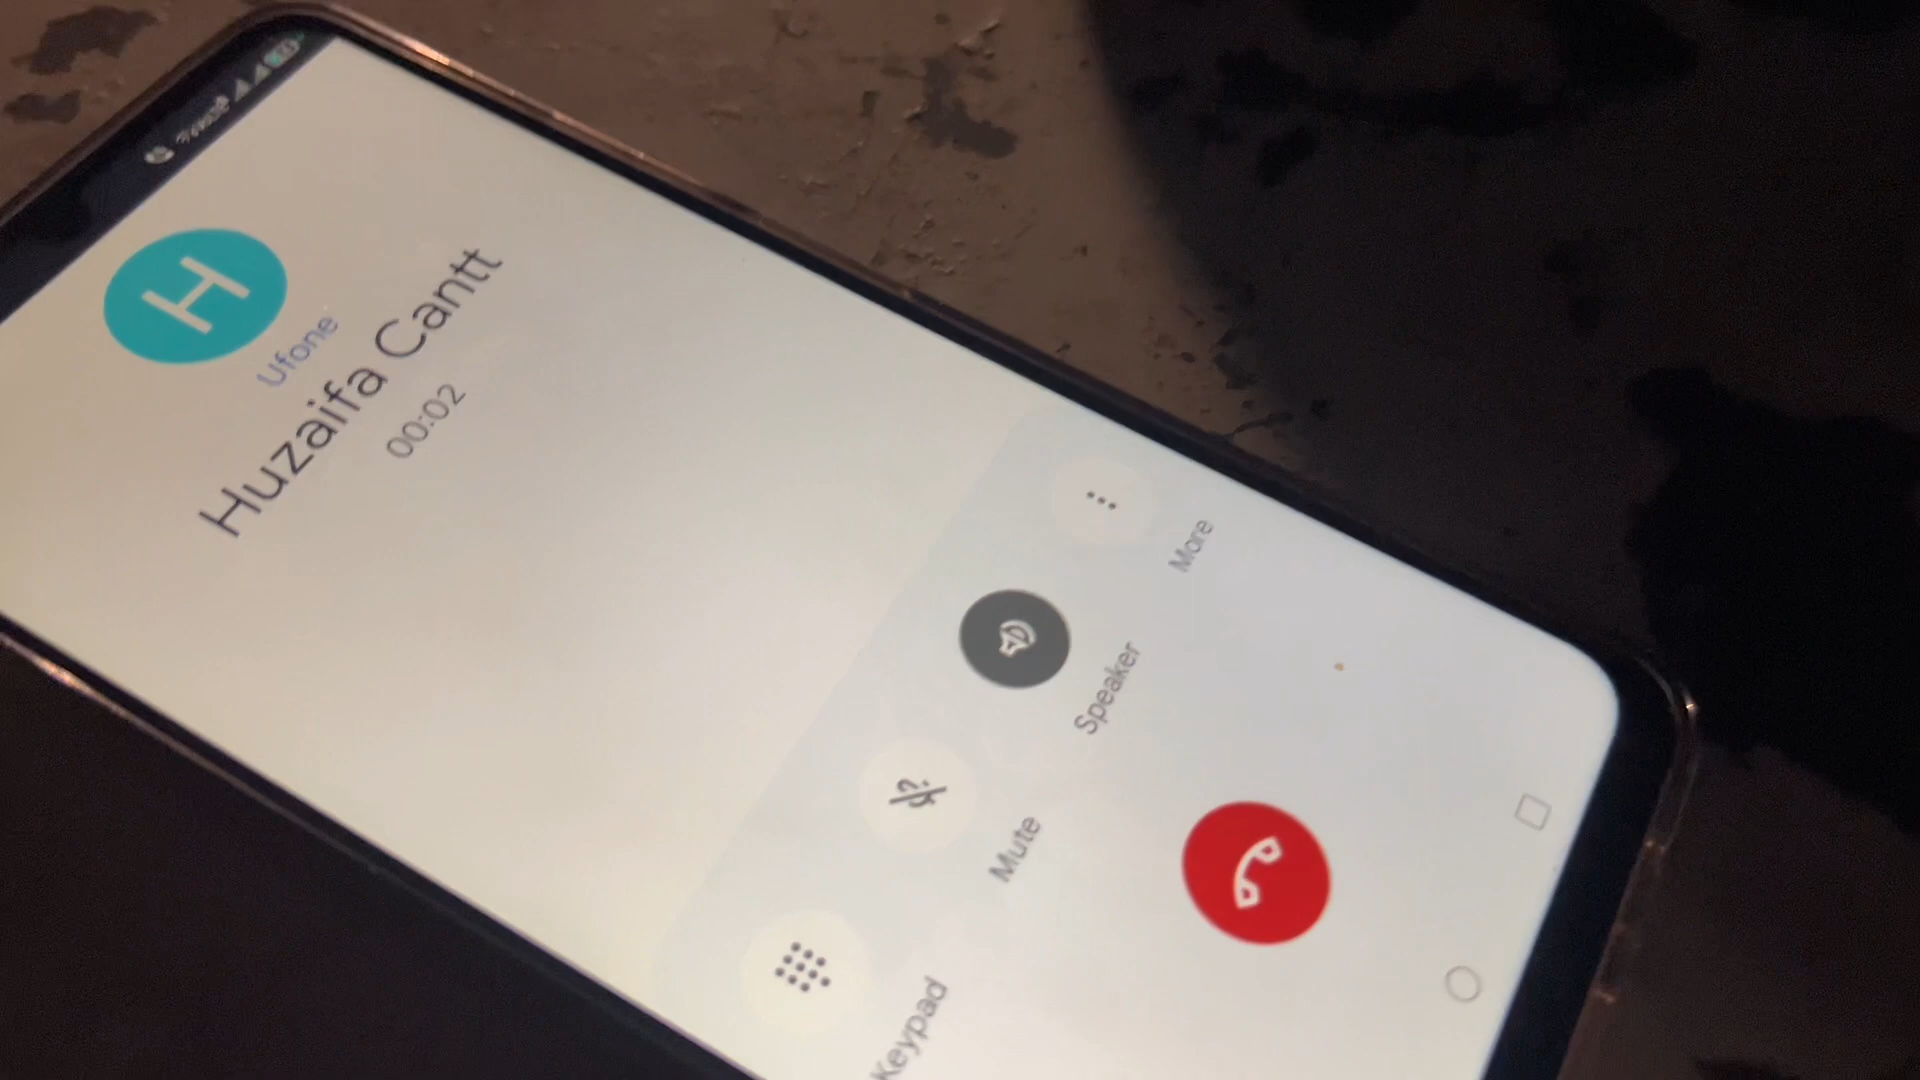 H
Ufone
Huzaifa Cantt
00:02
Keypad
Mute
Speaker
More